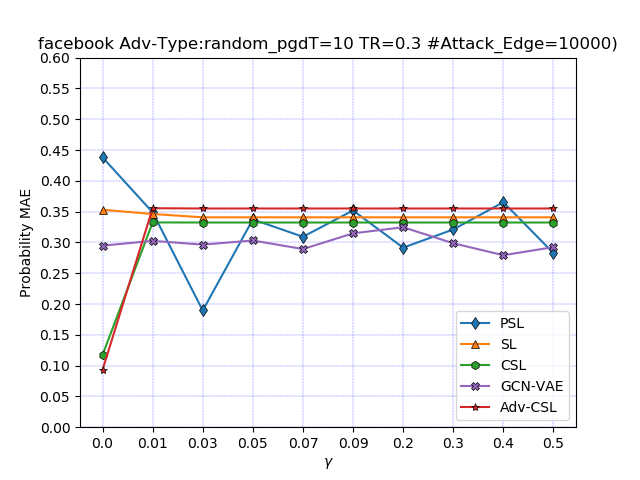 facebook Adv-Type:random_pgdT=10 TR=0.3 #Attack_Edge=10000)
0.60
0.55
0.50
0.45
0.40
0.35
0.30
0.25
0.20
0.15
0.10
0.05
0.00
Probability MAE
PSL
SL
CSL
GCN-VAE
Adv-CSL
0.0 0.01 0.03 0.05 0.07 0.09 0.2 0.3 0.4 0.5
γ